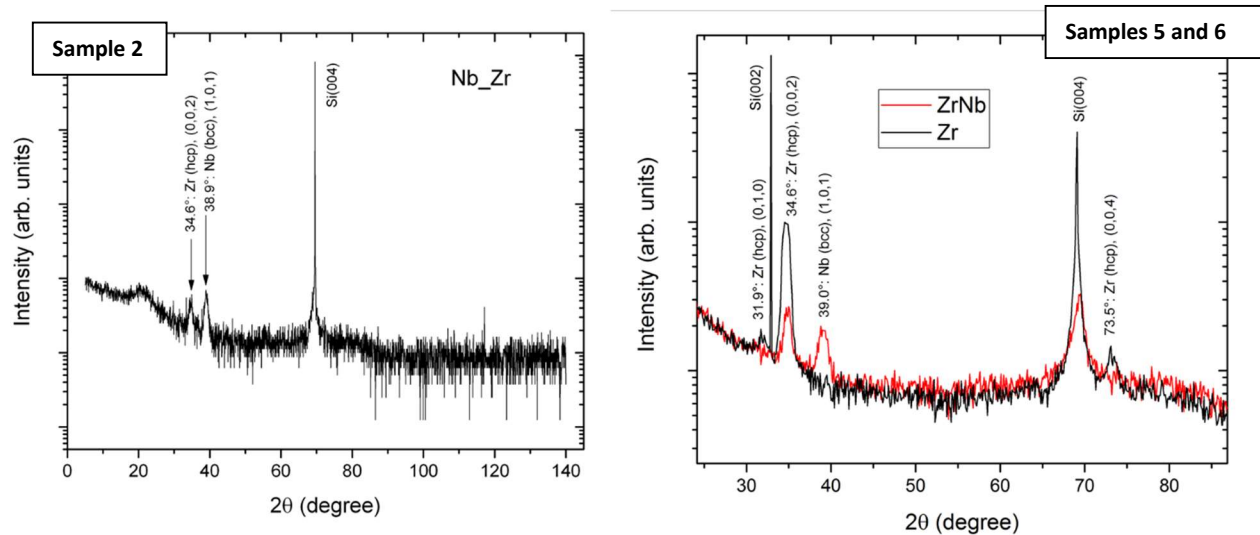 Sample 2
Nb_Zr
Si(004)
34.6°: Zr (hcp), (0,0,2)
38.9°: Nb (bcc), (1,0,1)
Intensity (arb. units)
0 20 40 60 80 100 120 140
2θ (degree)
Samples 5 and 6
ZrNb
Zr
31.9°: Zr (hcp), (0,1,0)
Si(002)
34.6°: Zr (hcp), (0,0,2)
39.0°: Nb (bcc), (1,0,1)
Si(004)
73.5°: Zr (hcp), (0,0,4)
Intensity (arb. units)
30 40 50 60 70 80
2θ (degree)